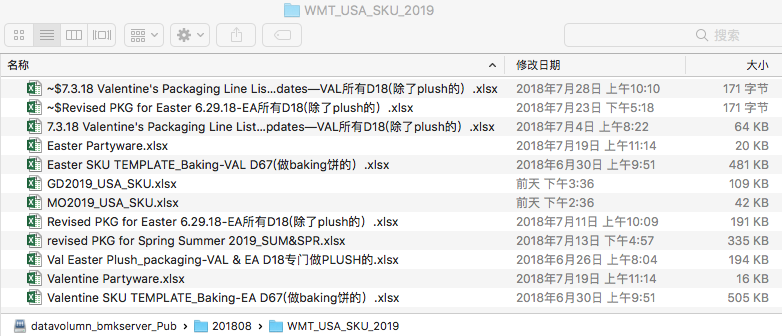 WMT_USA_SKU_2019
搜索
名称 修改日期 大小
~$7.3.18 Valentine's Packaging Line Lis...dates—VAL所有D18(除了plush的）.xlsx 2018年7月28日 上午10:10 171 字节
~$Revised PKG for Easter 6.29.18-EA所有D18(除了plush的）.xlsx 2018年7月23日 下午5:18 171 字节
7.3.18 Valentine's Packaging Line List...pdates—VAL所有D18(除了plush的）.xlsx 2018年7月4日 上午8:22 64 KB
Easter Partyware.xlsx 2018年7月19日 上午11:14 20 KB
Easter SKU TEMPLATE_Baking-VAL D67(做baking饼的）.xlsx 2018年6月30日 上午9:51 481 KB
GD2019_USA_SKU.xlsx 前天 下午3:36 109 KB
MO2019_USA_SKU.xlsx 前天 下午2:36 42 KB
Revised PKG for Easter 6.29.18-EA所有D18(除了plush的）.xlsx 2018年7月11日 上午10:09 191 KB
revised PKG for Spring Summer 2019_SUM&SPR.xlsx 2018年7月13日 下午4:57 335 KB
Val Easter Plush_packaging-VAL & EA D18专门做PLUSH的.xlsx 2018年6月26日 上午8:04 194 KB
Valentine Partyware.xlsx 2018年7月19日 上午11:14 16 KB
Valentine SKU TEMPLATE_Baking-EA D67(做baking饼的）.xlsx 2018年6月30日 上午9:51 505 KB
datavolumn_bmkserver_Pub 201808 WMT_USA_SKU_2019